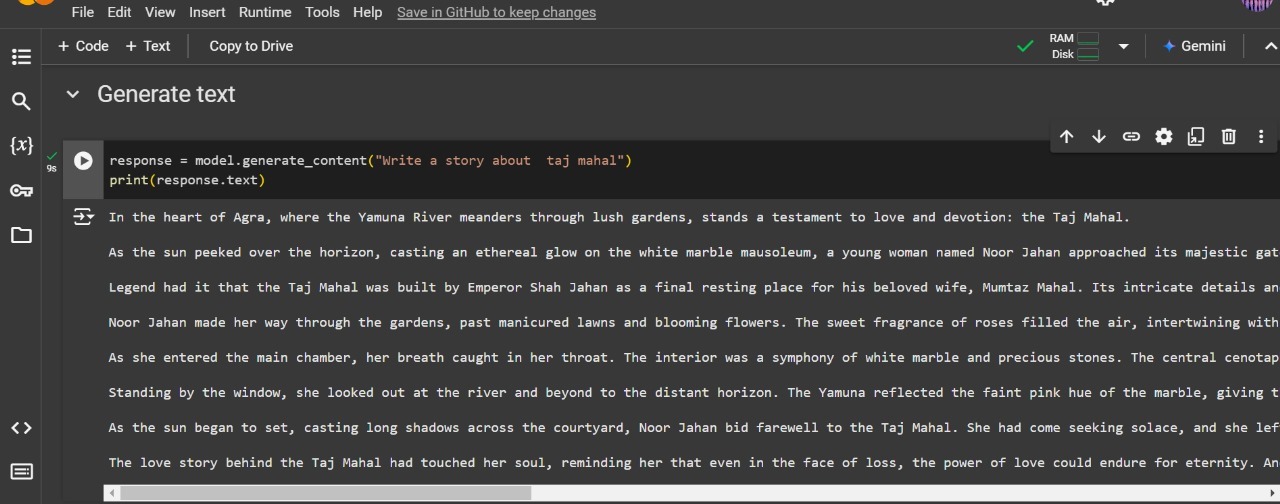 File Edit View Insert Runtime Tools Help Save in GitHub to keep changes
+ Code + Text Copy to Drive RAM Disk Gemini
Generate text
{x}
9s
response = model.generate_content("Write a story about  taj mahal")
print(response.text)
In the heart of Agra, where the Yamuna River meanders through lush gardens, stands a testament to love and devotion: the Taj Mahal.
As the sun peeked over the horizon, casting an ethereal glow on the white marble mausoleum, a young woman named Noor Jahan approached its majestic gat
Legend had it that the Taj Mahal was built by Emperor Shah Jahan as a final resting place for his beloved wife, Mumtaz Mahal. Its intricate details an
Noor Jahan made her way through the gardens, past manicured lawns and blooming flowers. The sweet fragrance of roses filled the air, intertwining with
As she entered the main chamber, her breath caught in her throat. The interior was a symphony of white marble and precious stones. The central cenotap
Standing by the window, she looked out at the river and beyond to the distant horizon. The Yamuna reflected the faint pink hue of the marble, giving t
As the sun began to set, casting long shadows across the courtyard, Noor Jahan bid farewell to the Taj Mahal. She had come seeking solace, and she lef
The love story behind the Taj Mahal had touched her soul, reminding her that even in the face of loss, the power of love could endure for eternity. An